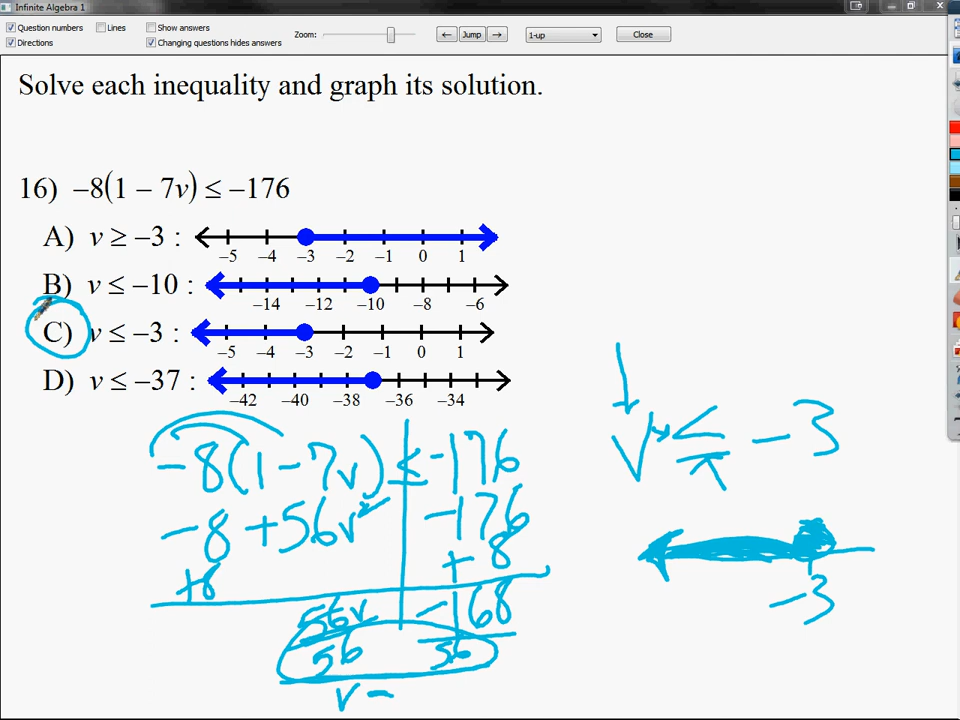 Infinite Algebra 1
Question numbers Lines Show answers Zoom: ← Jump → 1-up Close
Directions Changing questions hides answers
Solve each inequality and graph its solution.
16) −8(1 − 7v) ≤ −176
A) v ≥ −3 :
−5 −4 −3 −2 −1 0 1
B) v ≤ −10 :
−14 −12 −10 −8 −6
C) v ≤ −3 :
−5 −4 −3 −2 −1 0 1
D) v ≤ −37 :
−42 −40 −38 −36 −34
−8(1 − 7v) ≤ −176
−8 + 56v −176
+8 + 8
56v −168
56 56
v −
v ≤ −3
−3